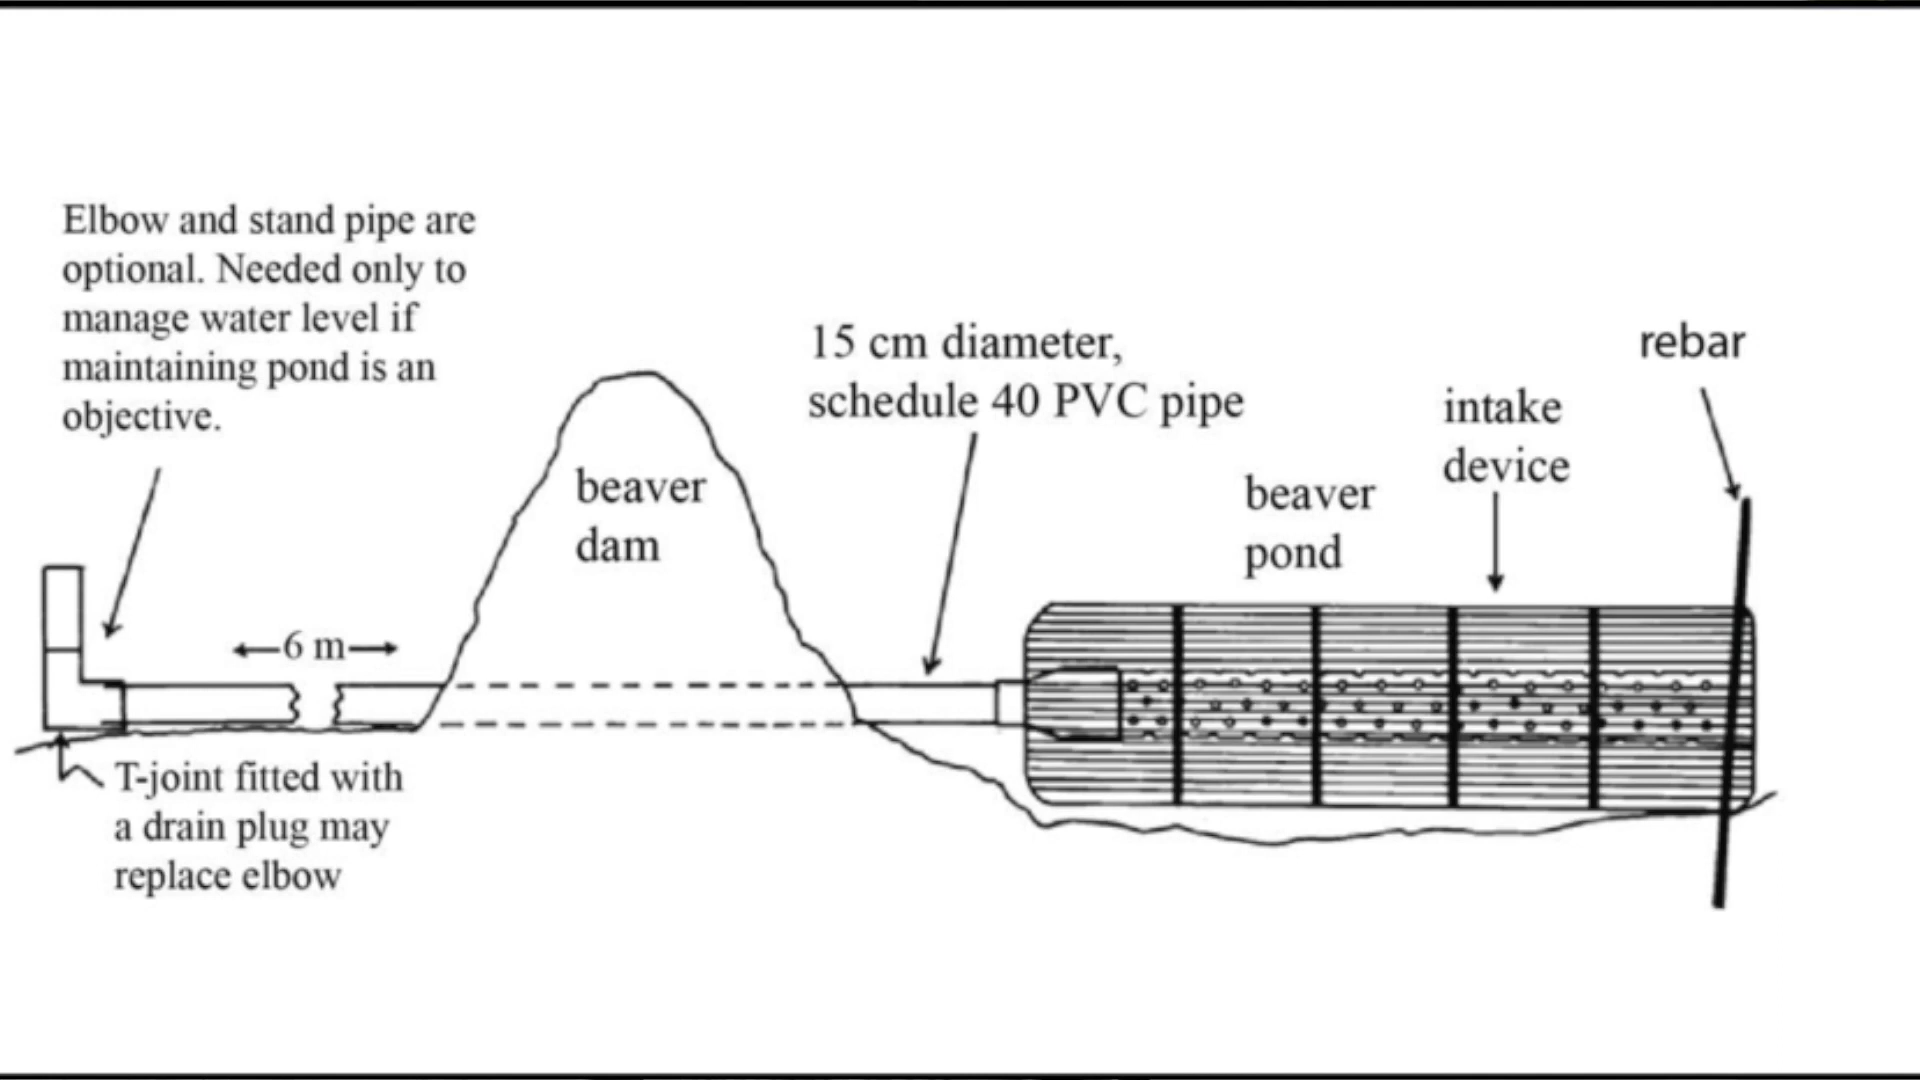 Elbow and stand pipe are
optional. Needed only to
manage water level if
maintaining pond is an
objective.
15 cm diameter,
schedule 40 PVC pipe
rebar
intake
device
beaver
pond
beaver
dam
6 m
T-joint fitted with
a drain plug may
replace elbow